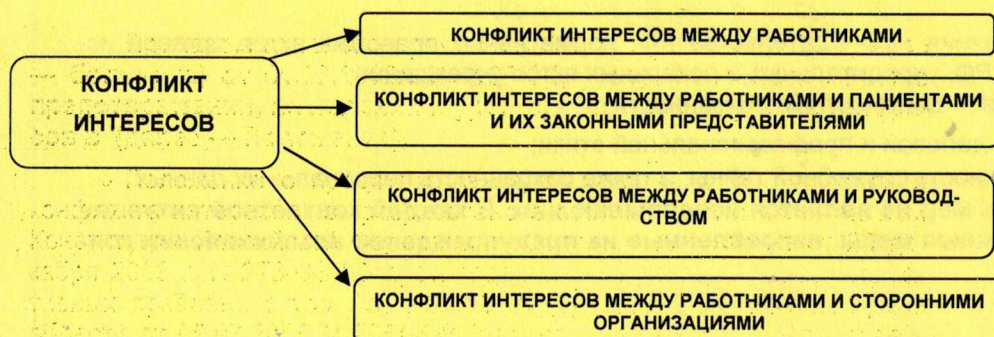 КОНФЛИКТ ИНТЕРЕСОВ МЕЖДУ РАБОТНИКАМИ
КОНФЛИКТ
ИНТЕРЕСОВ
КОНФЛИКТ ИНТЕРЕСОВ МЕЖДУ РАБОТНИКАМИ И ПАЦИЕНТАМИ
И ИХ ЗАКОННЫМИ ПРЕДСТАВИТЕЛЯМИ
КОНФЛИКТ ИНТЕРЕСОВ МЕЖДУ РАБОТНИКАМИ И РУКОВОД-
СТВОМ
КОНФЛИКТ ИНТЕРЕСОВ МЕЖДУ РАБОТНИКАМИ И СТОРОННИМИ
ОРГАНИЗАЦИЯМИ